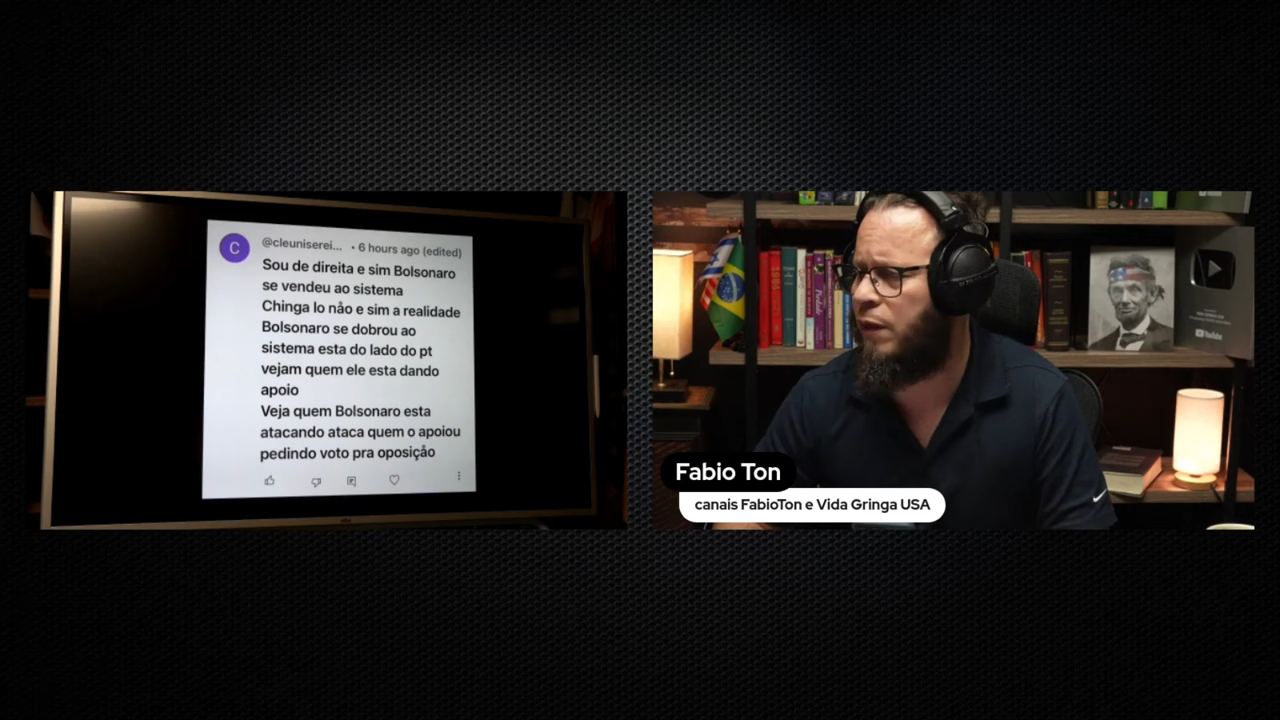 C
@cleuniserei... • 6 hours ago (edited)
Sou de direita e sim Bolsonaro
se vendeu ao sistema
Chinga lo não e sim a realidade
Bolsonaro se dobrou ao
sistema esta do lado do pt
vejam quem ele esta dando
apoio
Veja quem Bolsonaro esta
atacando ataca quem o apoiou
pedindo voto pra oposição
1984
YouTube
Fabio Ton
canais FabioTon e Vida Gringa USA